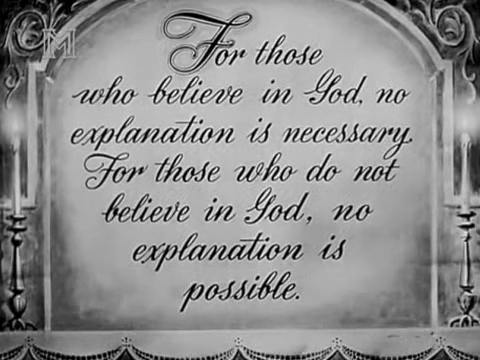 M
For those
who believe in God, no
explanation is necessary.
For those who do not
believe in God, no
explanation is
possible.